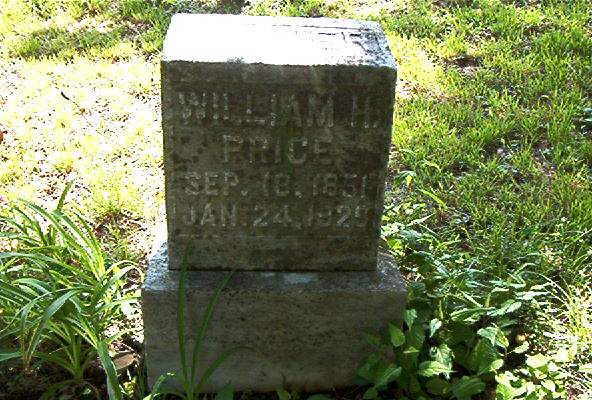 WILLIAM H.
PRICE
SEP. 18, 1851
JAN. 24, 1929